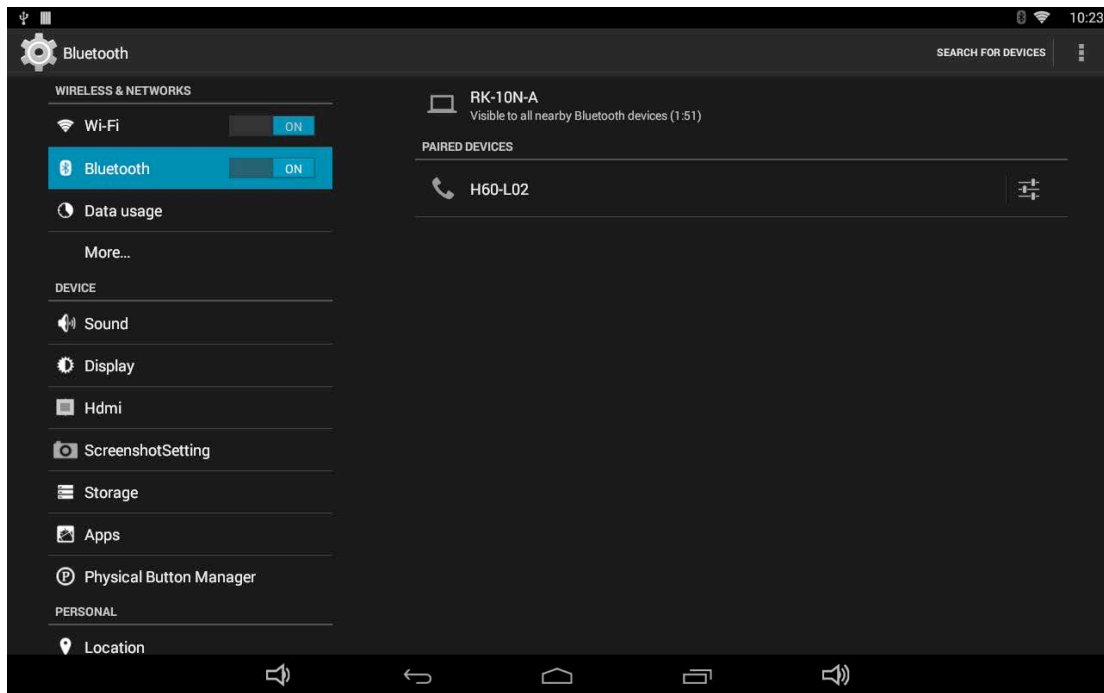 10:23
Bluetooth
SEARCH FOR DEVICES
WIRELESS & NETWORKS
Wi-Fi ON
Bluetooth ON
Data usage
More...
DEVICE
Sound
Display
Hdmi
ScreenshotSetting
Storage
Apps
Physical Button Manager
PERSONAL
Location
RK-10N-A
Visible to all nearby Bluetooth devices (1:51)
PAIRED DEVICES
H60-L02